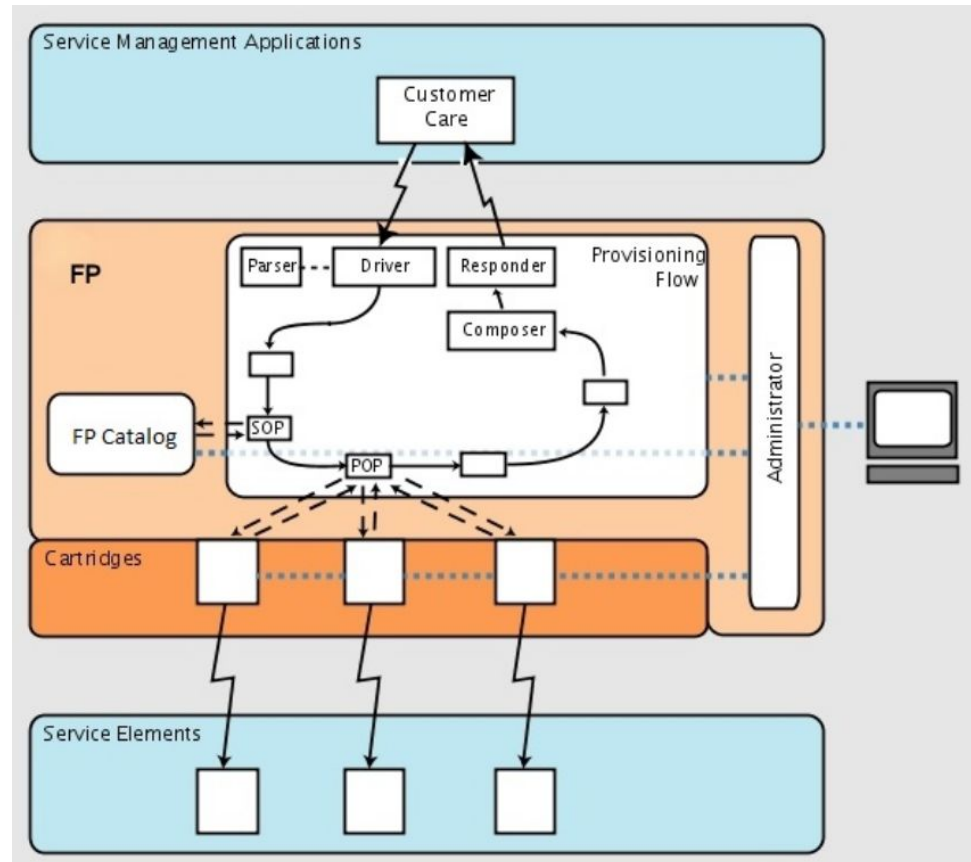 Service Management Applications
Customer
Care
FP
Parser
Driver
Responder
Provisioning
Flow
Composer
FP Catalog
SOP
POP
Administrator
Cartridges
Service Elements